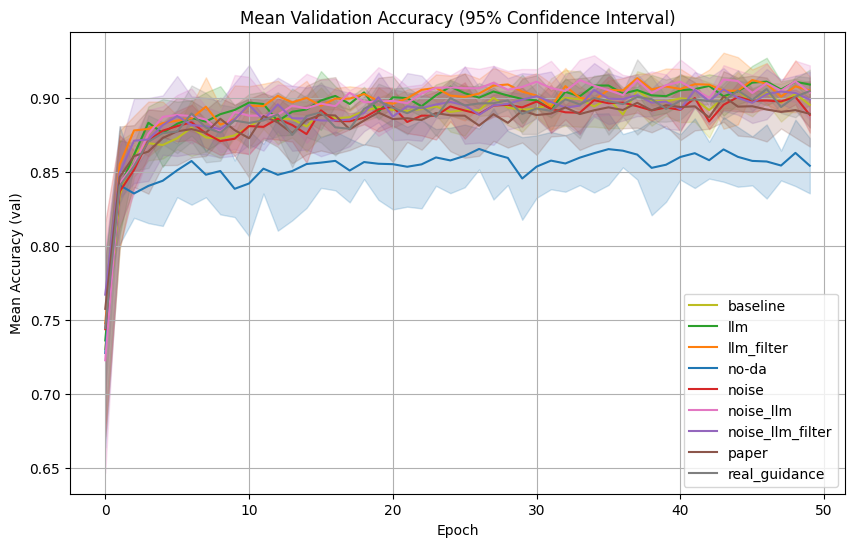 Mean Validation Accuracy (95% Confidence Interval)
Mean Accuracy (val)
0.90
0.85
0.80
0.75
0.70
0.65
0
10
20
30
40
50
Epoch
baseline
llm
llm_filter
no-da
noise
noise_llm
noise_llm_filter
paper
real_guidance